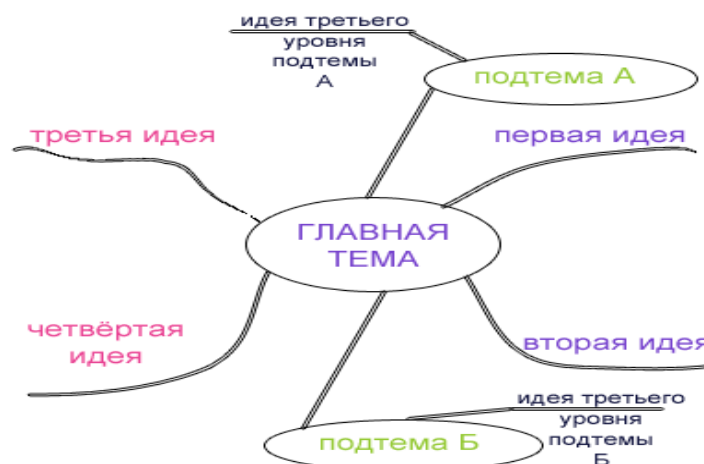 идея третьего
уровня
подтемы
А
подтема А
третья идея
первая идея
ГЛАВНАЯ
ТЕМА
четвёртая
идея
вторая идея
идея третьего
уровня
подтемы
Б
подтема Б